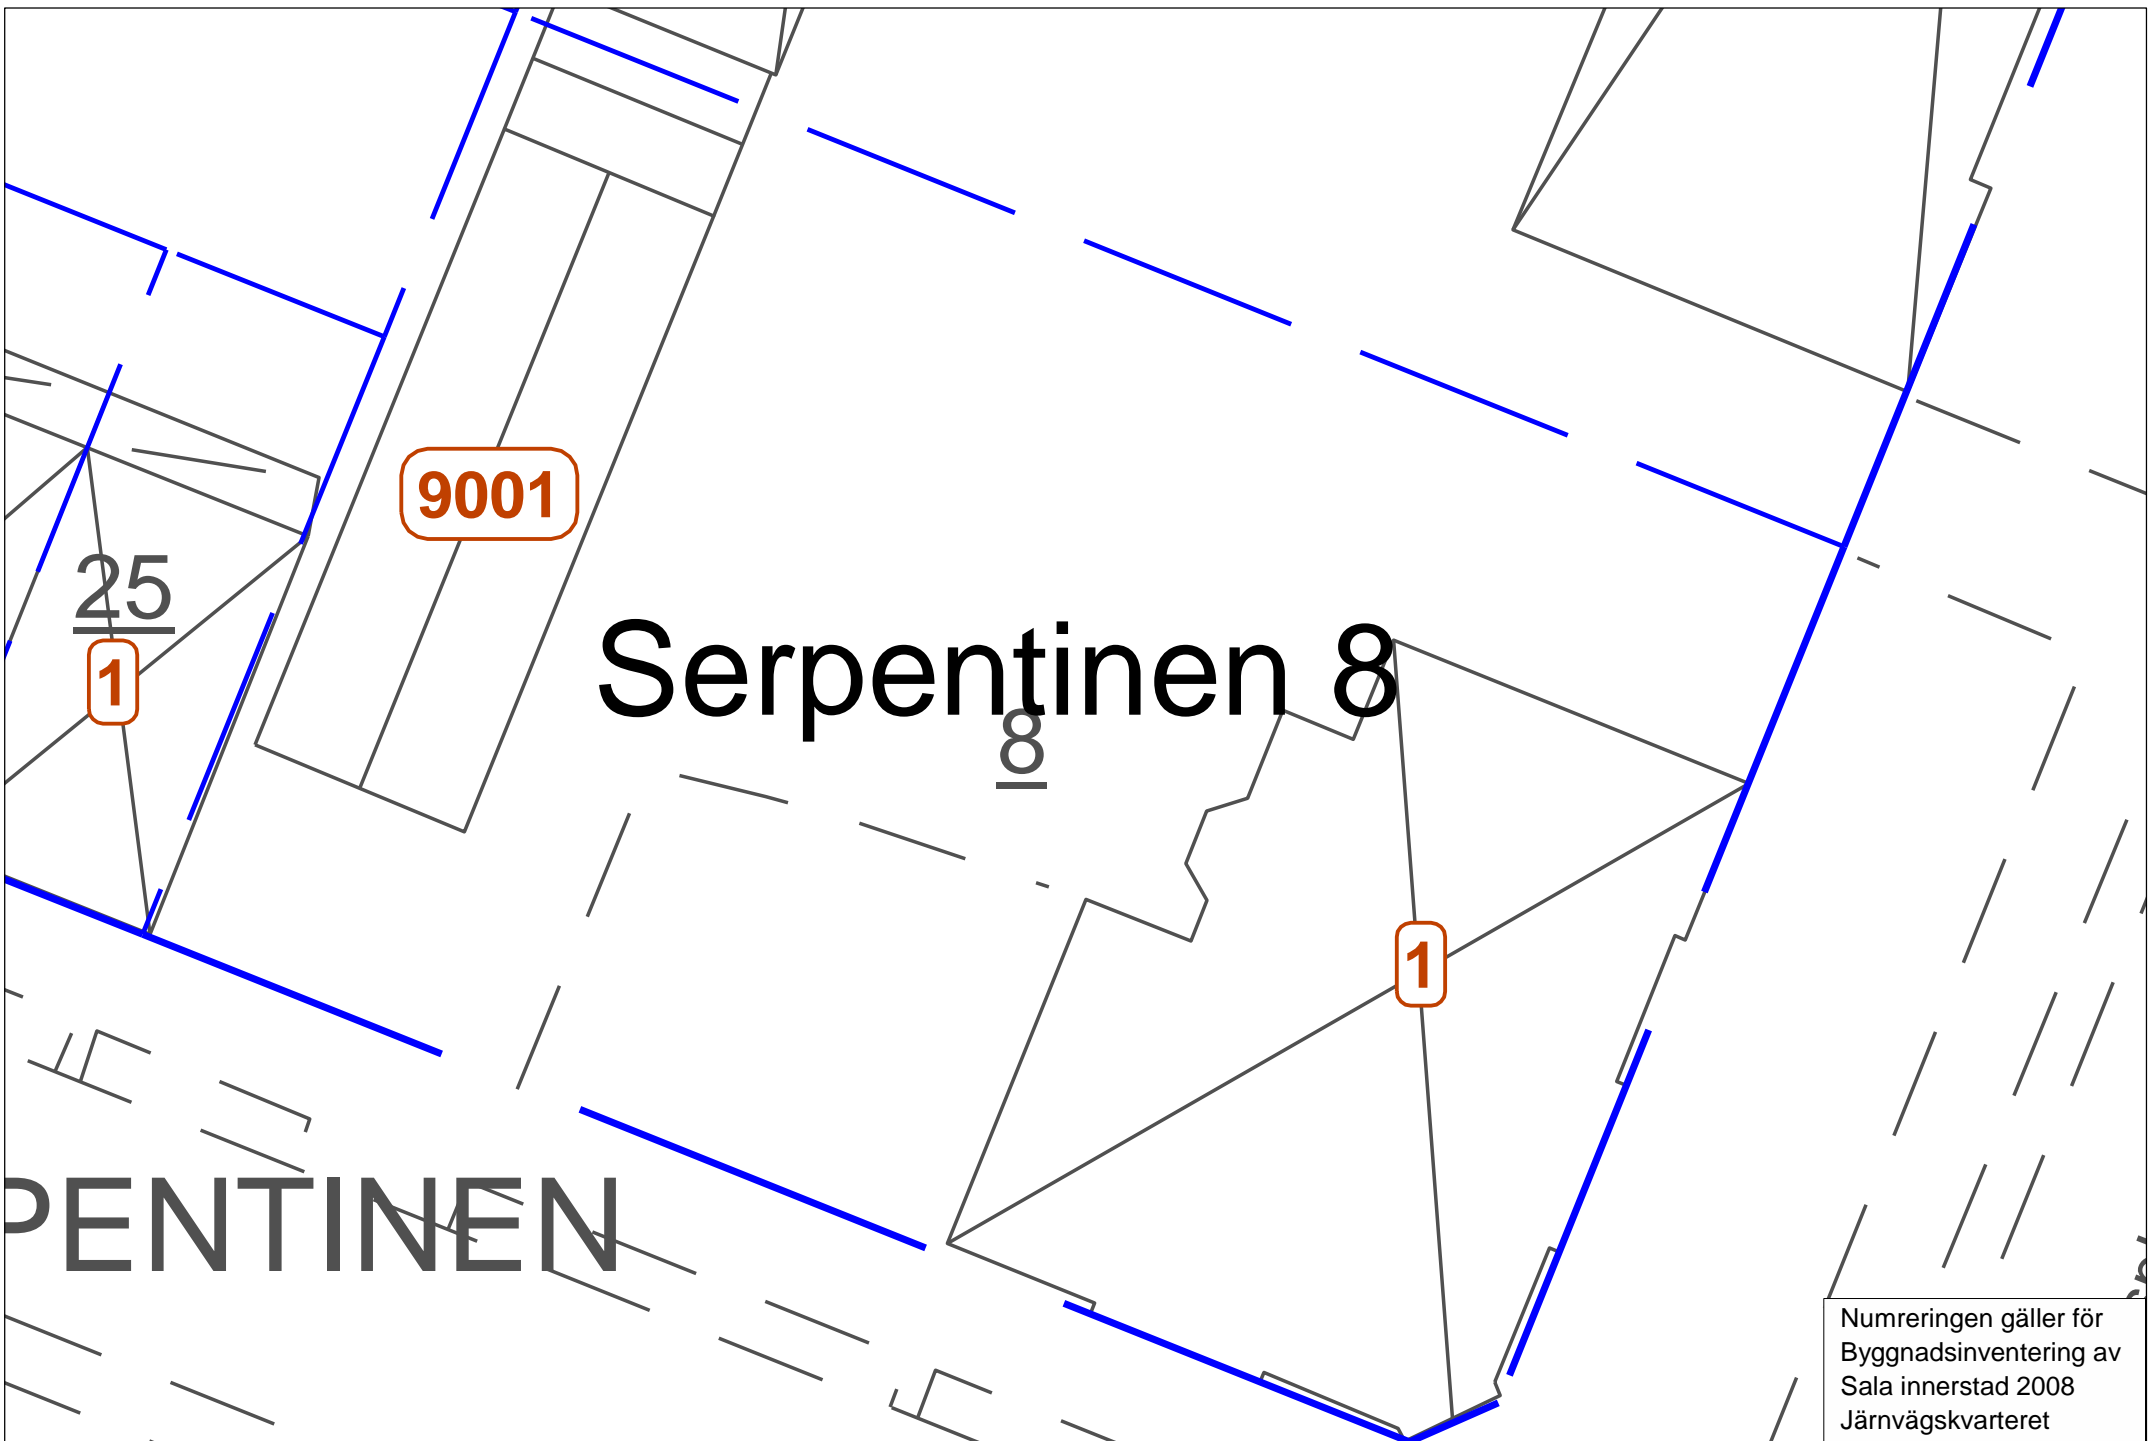 9001
25
1
Serpentinen 8
8
1
PENTINEN
Numreringen gäller för
Byggnadsinventering av
Sala innerstad 2008
Järnvägskvarteret